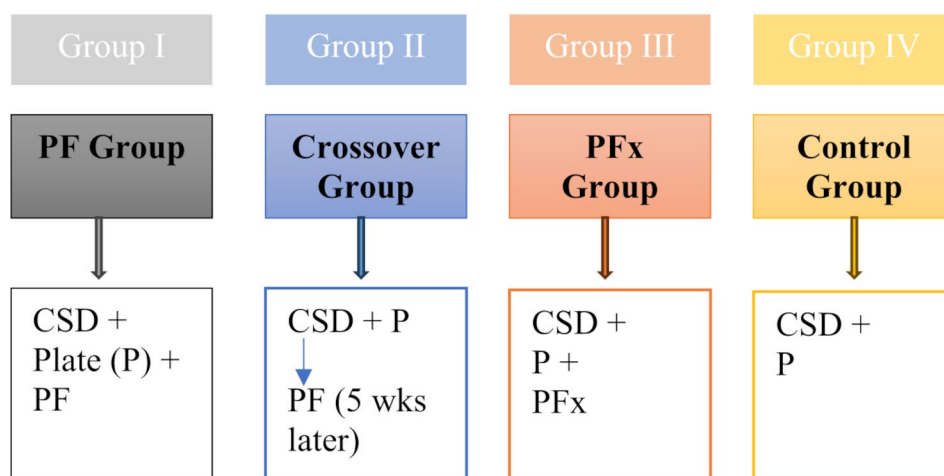 Group I
Group II
Group III
Group IV
PF Group
Crossover
Group
PFx
Group
Control
Group
CSD +
Plate (P) +
PF
CSD + P
PF (5 wks
later)
CSD +
P +
PFx
CSD +
P